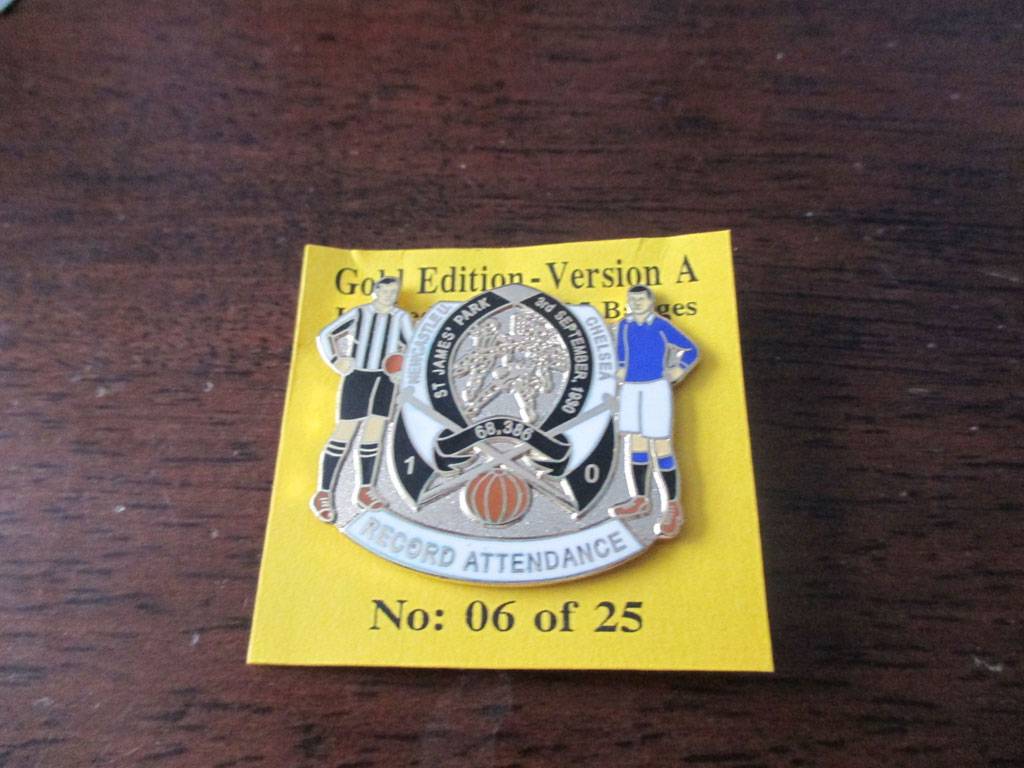 Gold Edition - Version A
Badges
NEWCASTLE U
ST JAMES' PARK
3rd SEPTEMBER, 1930
CHELSEA
68,386
1 0
RECORD ATTENDANCE
No: 06 of 25